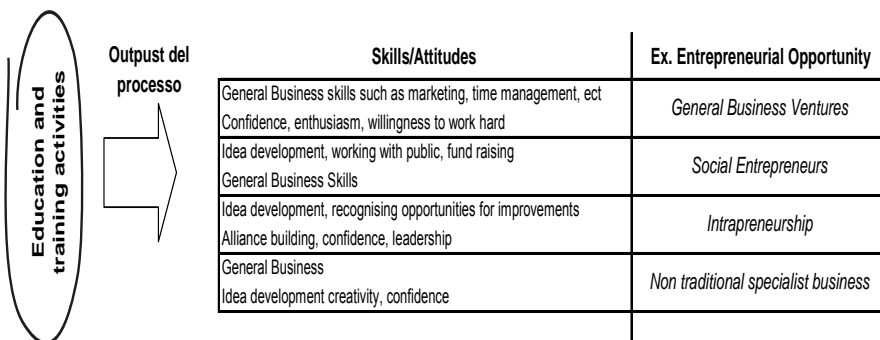 Education and
training activities
Outpust del
processo
Skills/Attitudes
Ex. Entrepreneurial Opportunity
General Business skills such as marketing, time management, ect
Confidence, enthusiasm, willingness to work hard
General Business Ventures
Idea development, working with public, fund raising
General Business Skills
Social Entrepreneurs
Idea development, recognising opportunities for improvements
Alliance building, confidence, leadership
Intrapreneurship
General Business
Idea development creativity, confidence
Non traditional specialist business